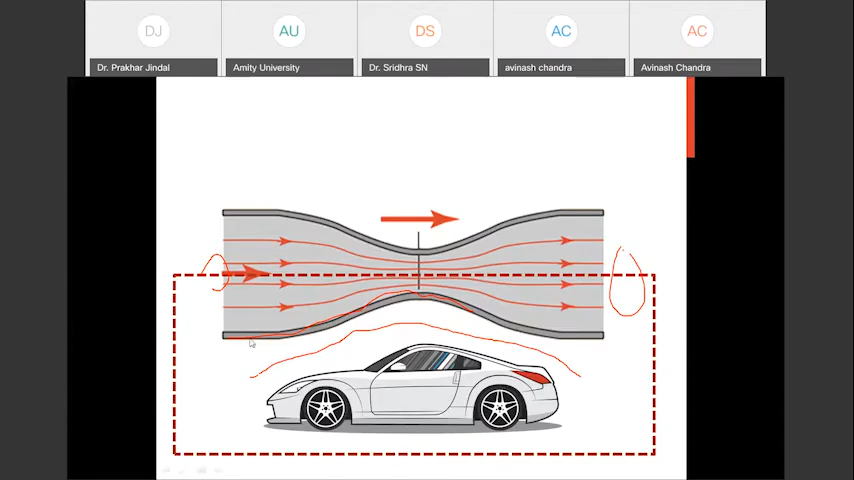 DJ
AU
DS
AC
AC
Dr. Prakhar Jindal
Amity University
Dr. Sridhra SN
avinash chandra
Avinash Chandra